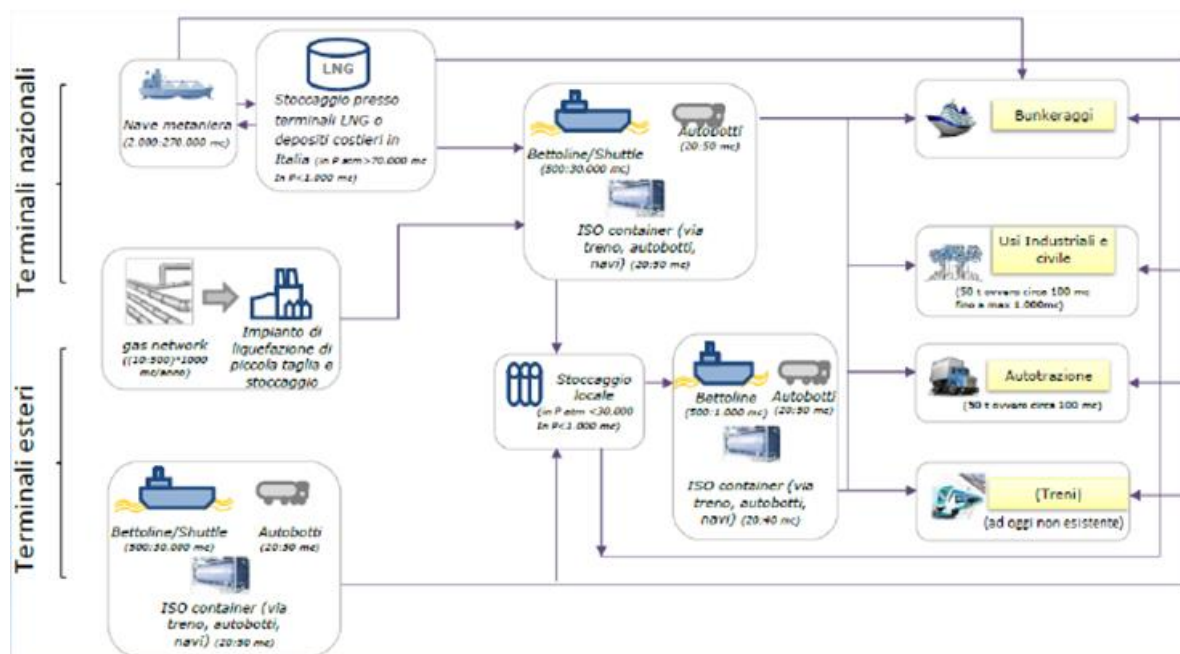 Terminali nazionali
Nave metaniera
(2.000:270.000 mc)
LNG
Stoccaggio presso
terminali LNG o
depositi costieri in
Italia (in P atm >70.000 mc
In P<1.000 mc)
Bettoline/Shuttle
(500:30.000 mc)
Autobotti
(20:50 mc)
ISO container (via
treno, autobotti,
navi) (20:50 mc)
Bunkeraggi
gas network
((10:500)*1000
mc/anno)
Impianto di
liquefazione di
piccola taglia e
stoccaggio
Usi Industriali e
civile
(50 t ovvero circa 100 mc
fino a max 1.000mc)
Terminali esteri
Stoccaggio
locale
(in P atm <30.000
In P<1.000 mc)
Bettoline
(500:1.000 mc)
Autobotti
(20:50 mc)
ISO container (via
treno, autobotti,
navi) (20:40 mc)
Autotrazione
(50 t ovvero circa 100 mc)
(Treni)
(ad oggi non esistente)
Bettoline/Shuttle
(500:30.000 mc)
Autobotti
(20:50 mc)
ISO container (via
treno, autobotti,
navi) (20:50 mc)